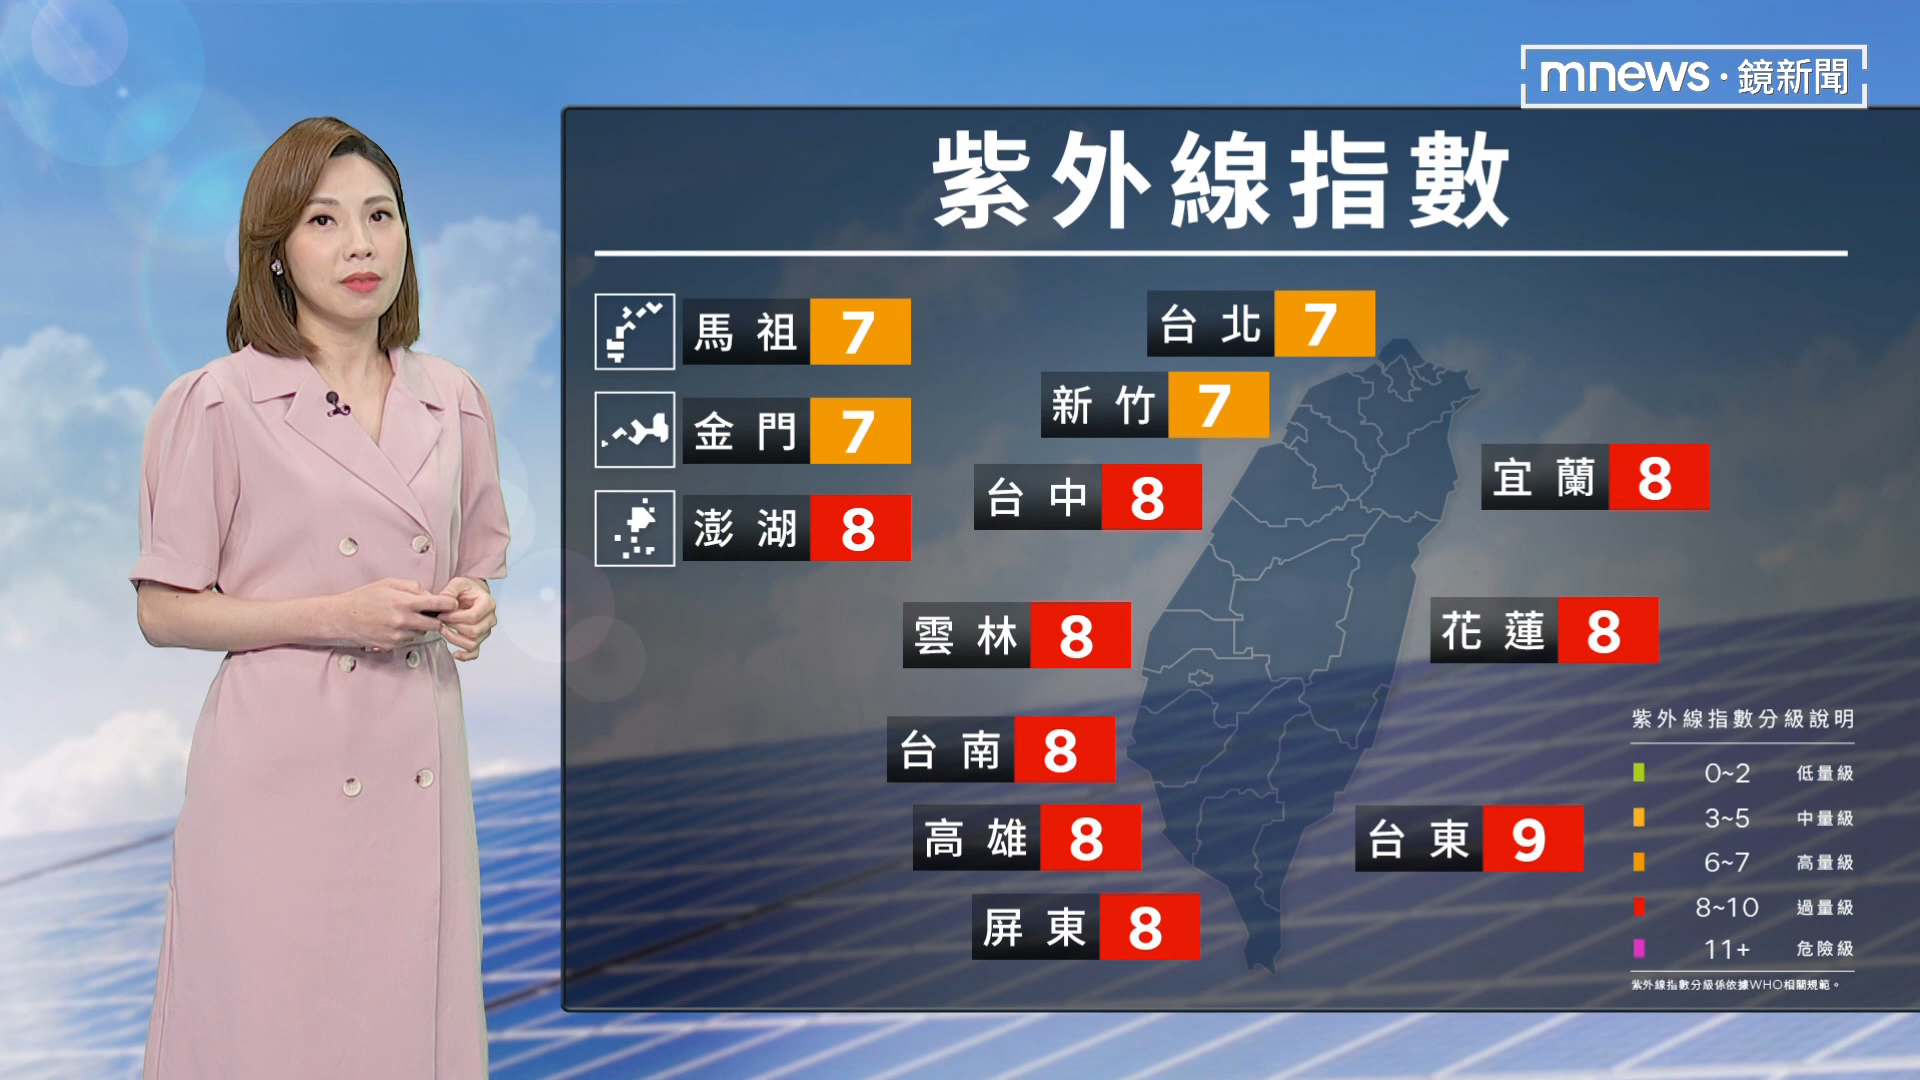 mnews·鏡新聞
紫外線指數
馬祖 7
台北 7
新竹 7
金門 7
台中 8
宜蘭 8
澎湖 8
雲林 8
花蓮 8
台南 8
高雄 8
台東 9
屏東 8
紫外線指數分級說明
0~2 低量級
3~5 中量級
6~7 高量級
8~10 過量級
11+ 危險級
紫外線指數分級係依據WHO相關規範。